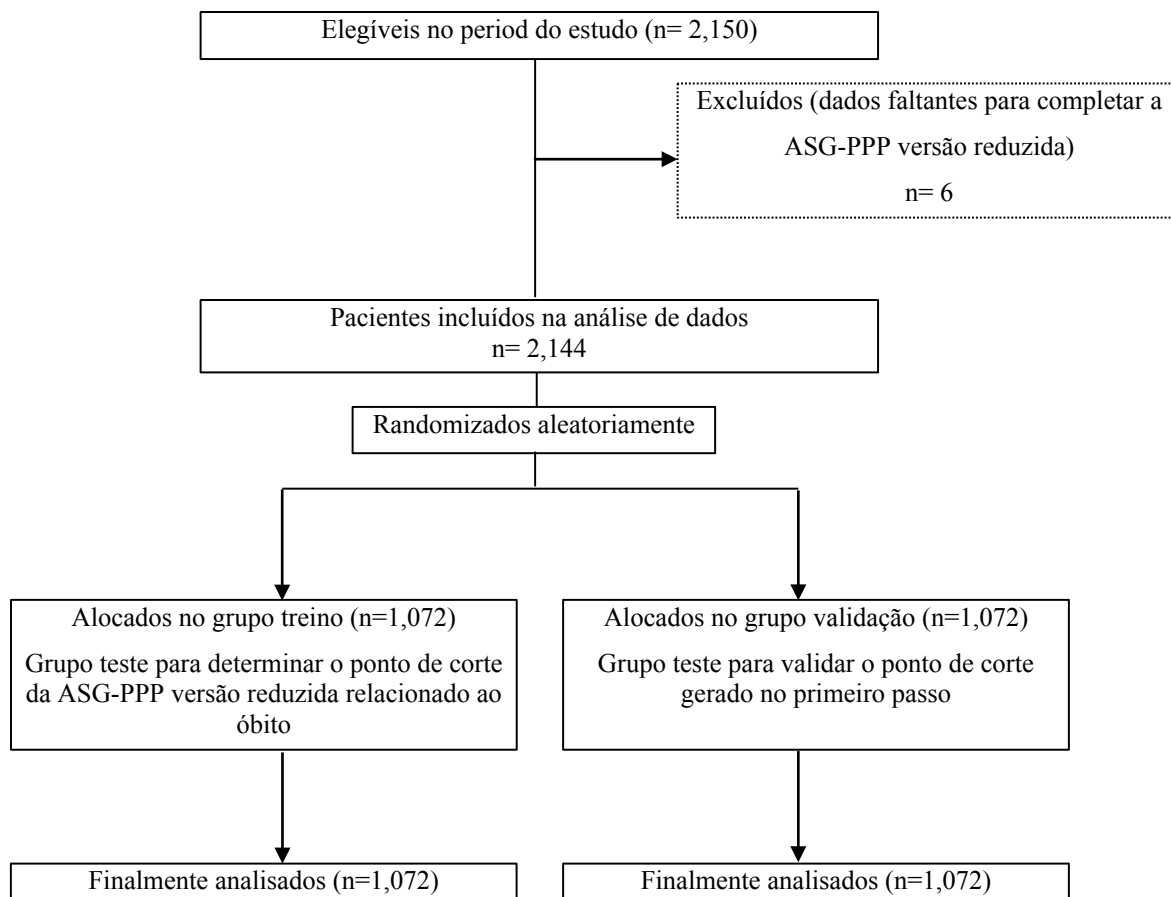 Elegíveis no period do estudo (n= 2,150)
Excluídos (dados faltantes para completar a
ASG-PPP versão reduzida)
n= 6
Pacientes incluídos na análise de dados
n= 2,144
Randomizados aleatoriamente
Alocados no grupo treino (n=1,072)
Grupo teste para determinar o ponto de corte
da ASG-PPP versão reduzida relacionado ao
óbito
Alocados no grupo validação (n=1,072)
Grupo teste para validar o ponto de corte
gerado no primeiro passo
Finalmente analisados (n=1,072)
Finalmente analisados (n=1,072)